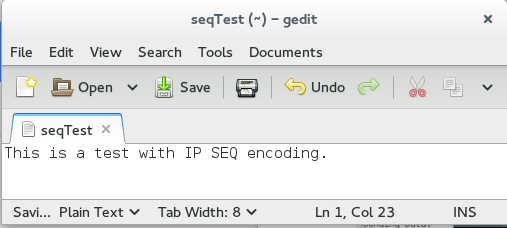 seqTest (~) – gedit
File Edit View Search Tools Documents
Open Save Undo
seqTest
This is a test with IP SEQ encoding.
Savi... Plain Text Tab Width: 8 Ln 1, Col 23 INS